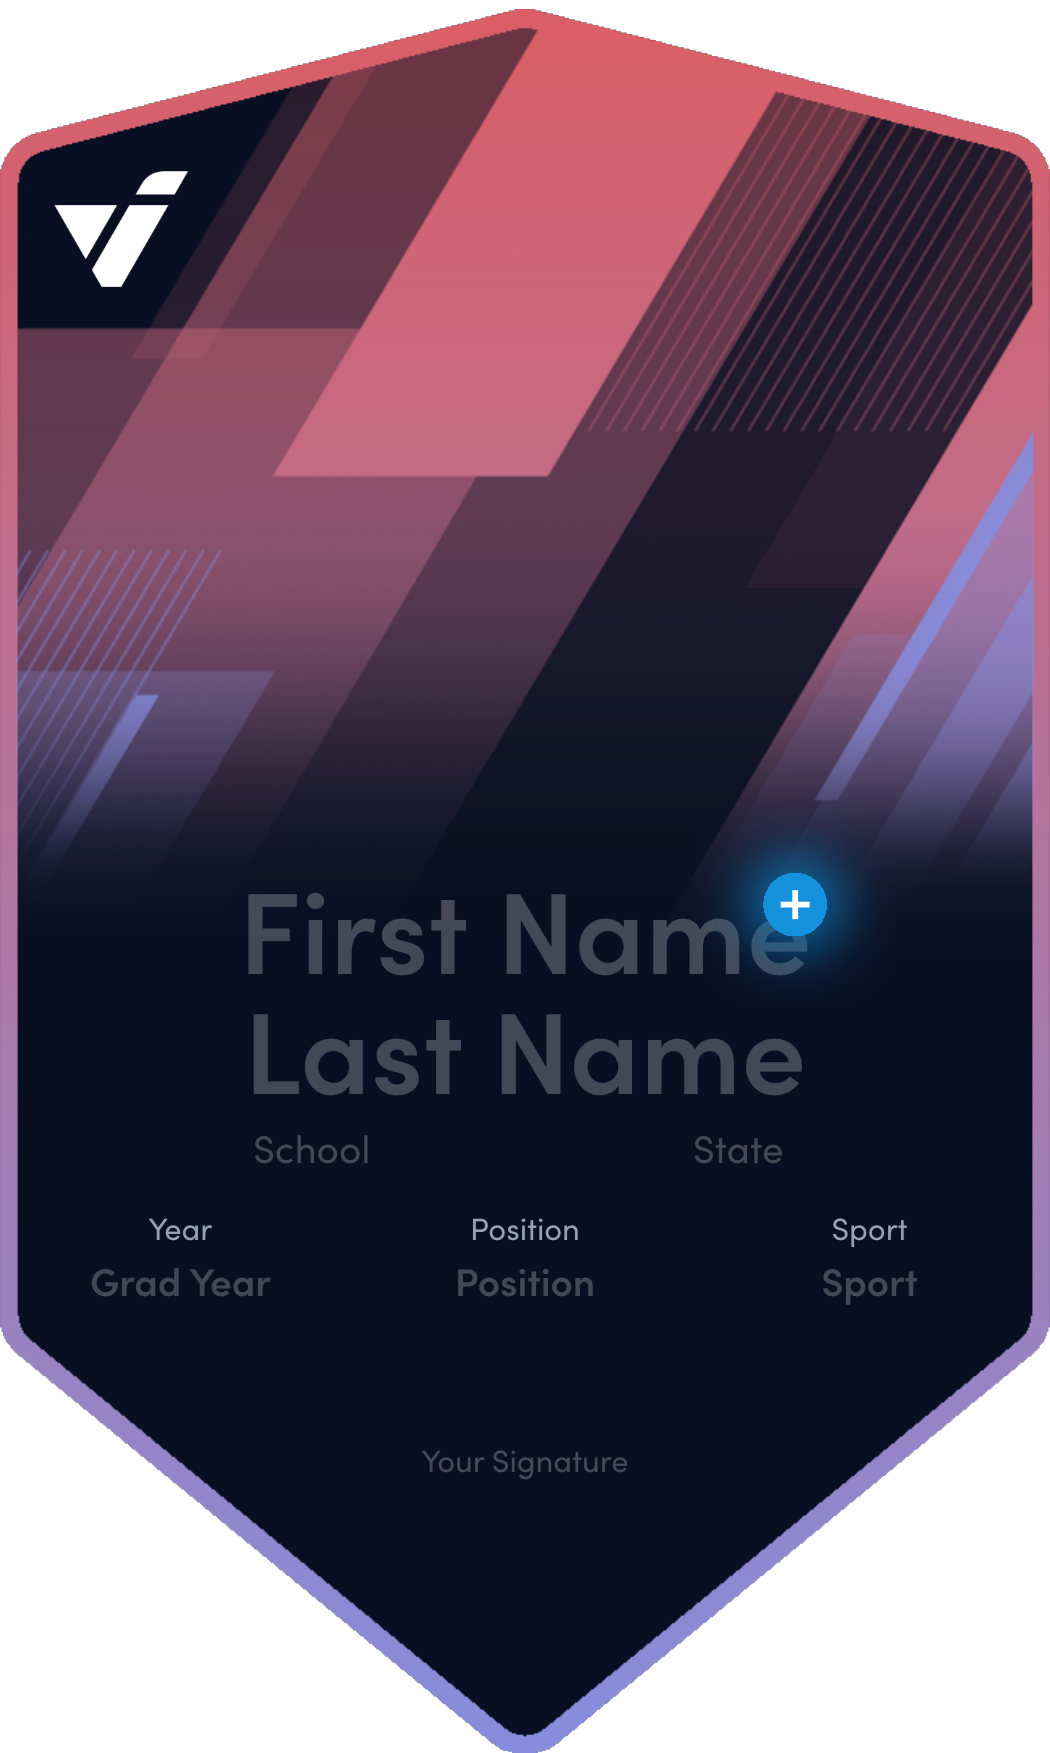 First Name
Last Name
School State
Year Position Sport
Grad Year Position Sport
Your Signature